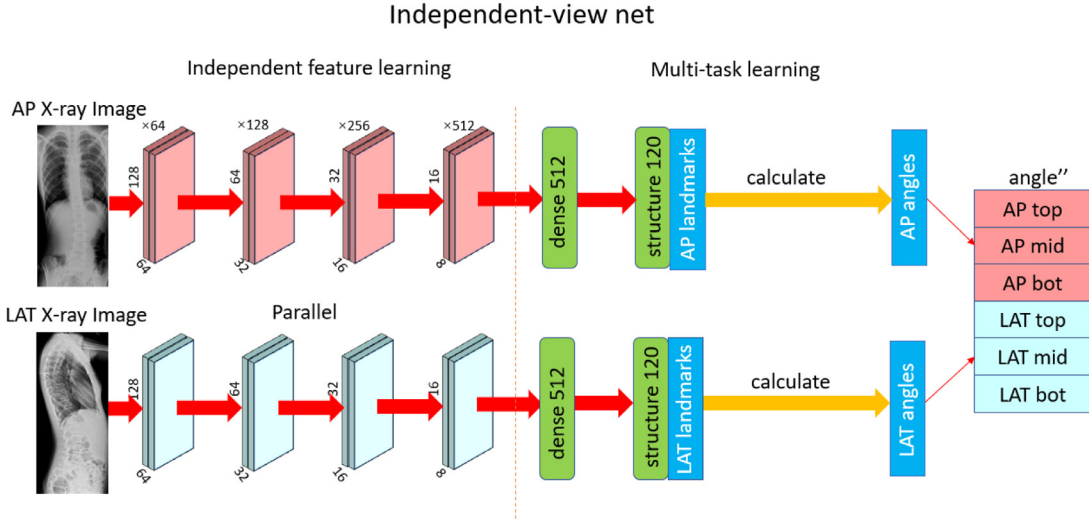 Independent-view net
Independent feature learning
Multi-task learning
AP X-ray Image
×64
×128
×256
×512
128
64
32
16
64
32
16
8
dense 512
structure 120
AP landmarks
calculate
AP angles
angle’’
AP top
AP mid
AP bot
LAT top
LAT mid
LAT bot
LAT X-ray Image
Parallel
128
64
32
16
64
32
16
8
dense 512
structure 120
LAT landmarks
calculate
LAT angles